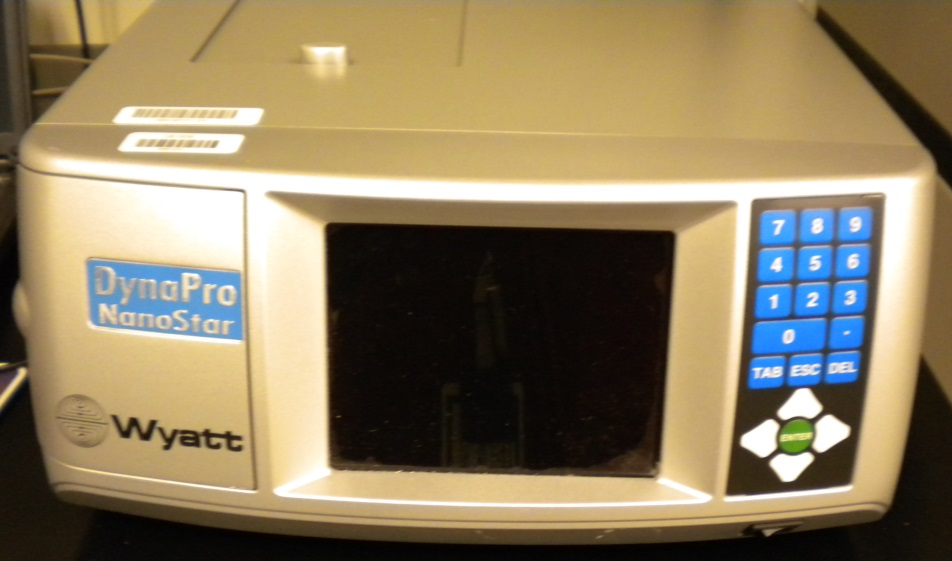 DynaPro
NanoStar
Wyatt
7 8 9
4 5 6
1 2 3
0 -
TAB ESC DEL
ENTER